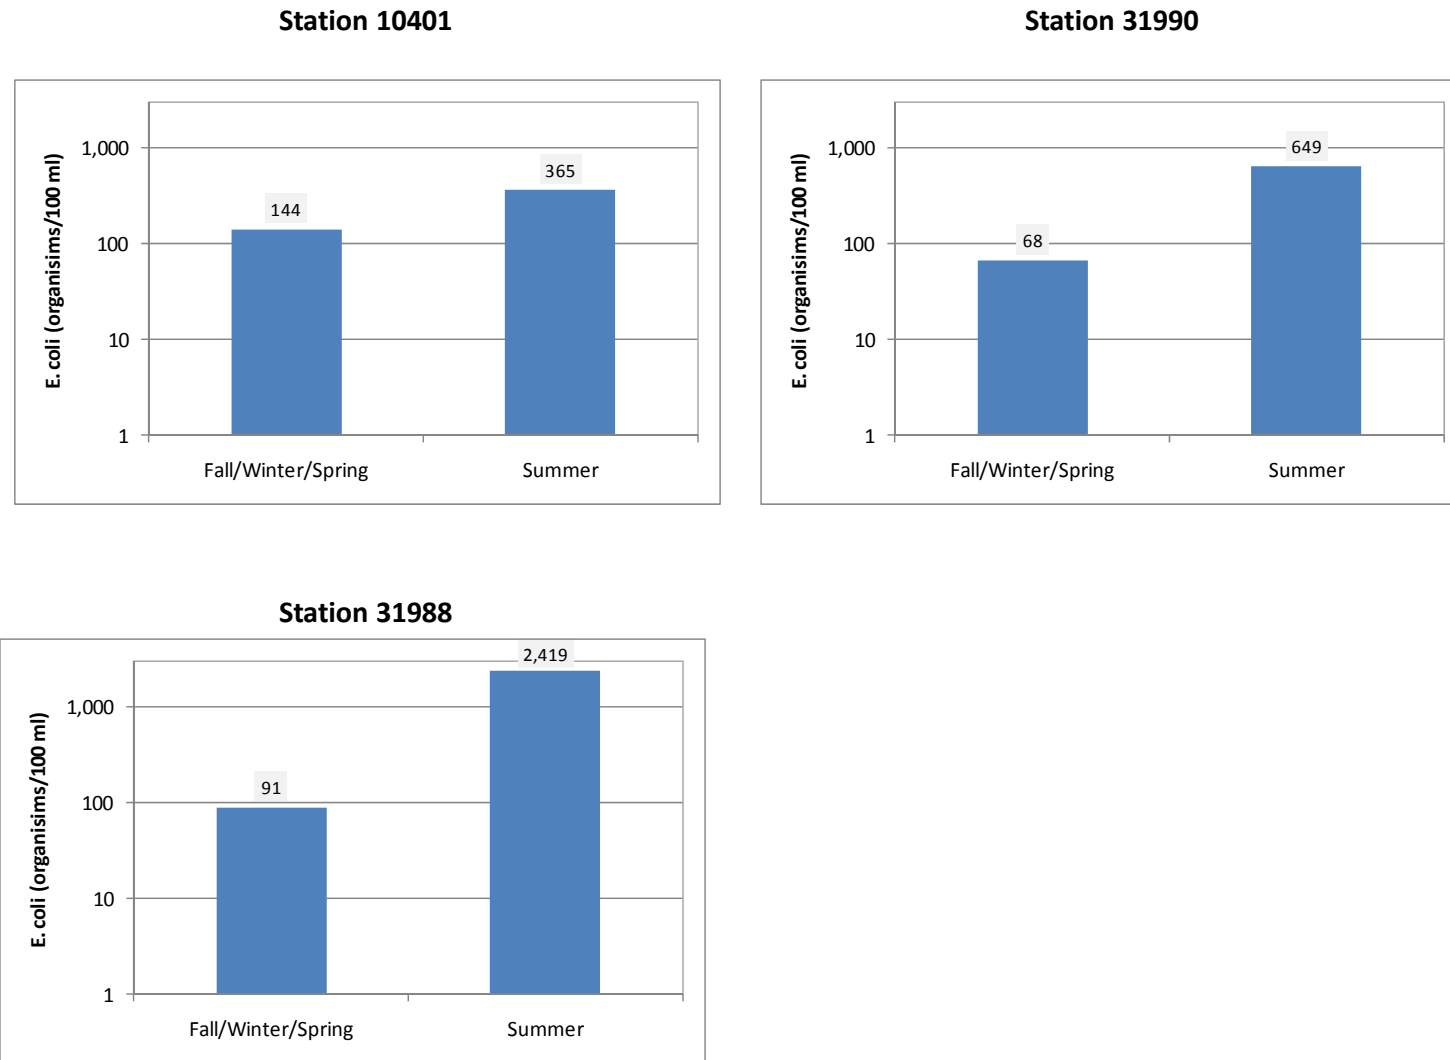 Station 10401
E. coli (organisims/100 ml)
1,000
100
10
1
144
365
Fall/Winter/Spring
Summer
Station 31990
E. coli (organisims/100 ml)
1,000
100
10
1
68
649
Fall/Winter/Spring
Summer
Station 31988
E. coli (organisims/100 ml)
1,000
100
10
1
91
2,419
Fall/Winter/Spring
Summer